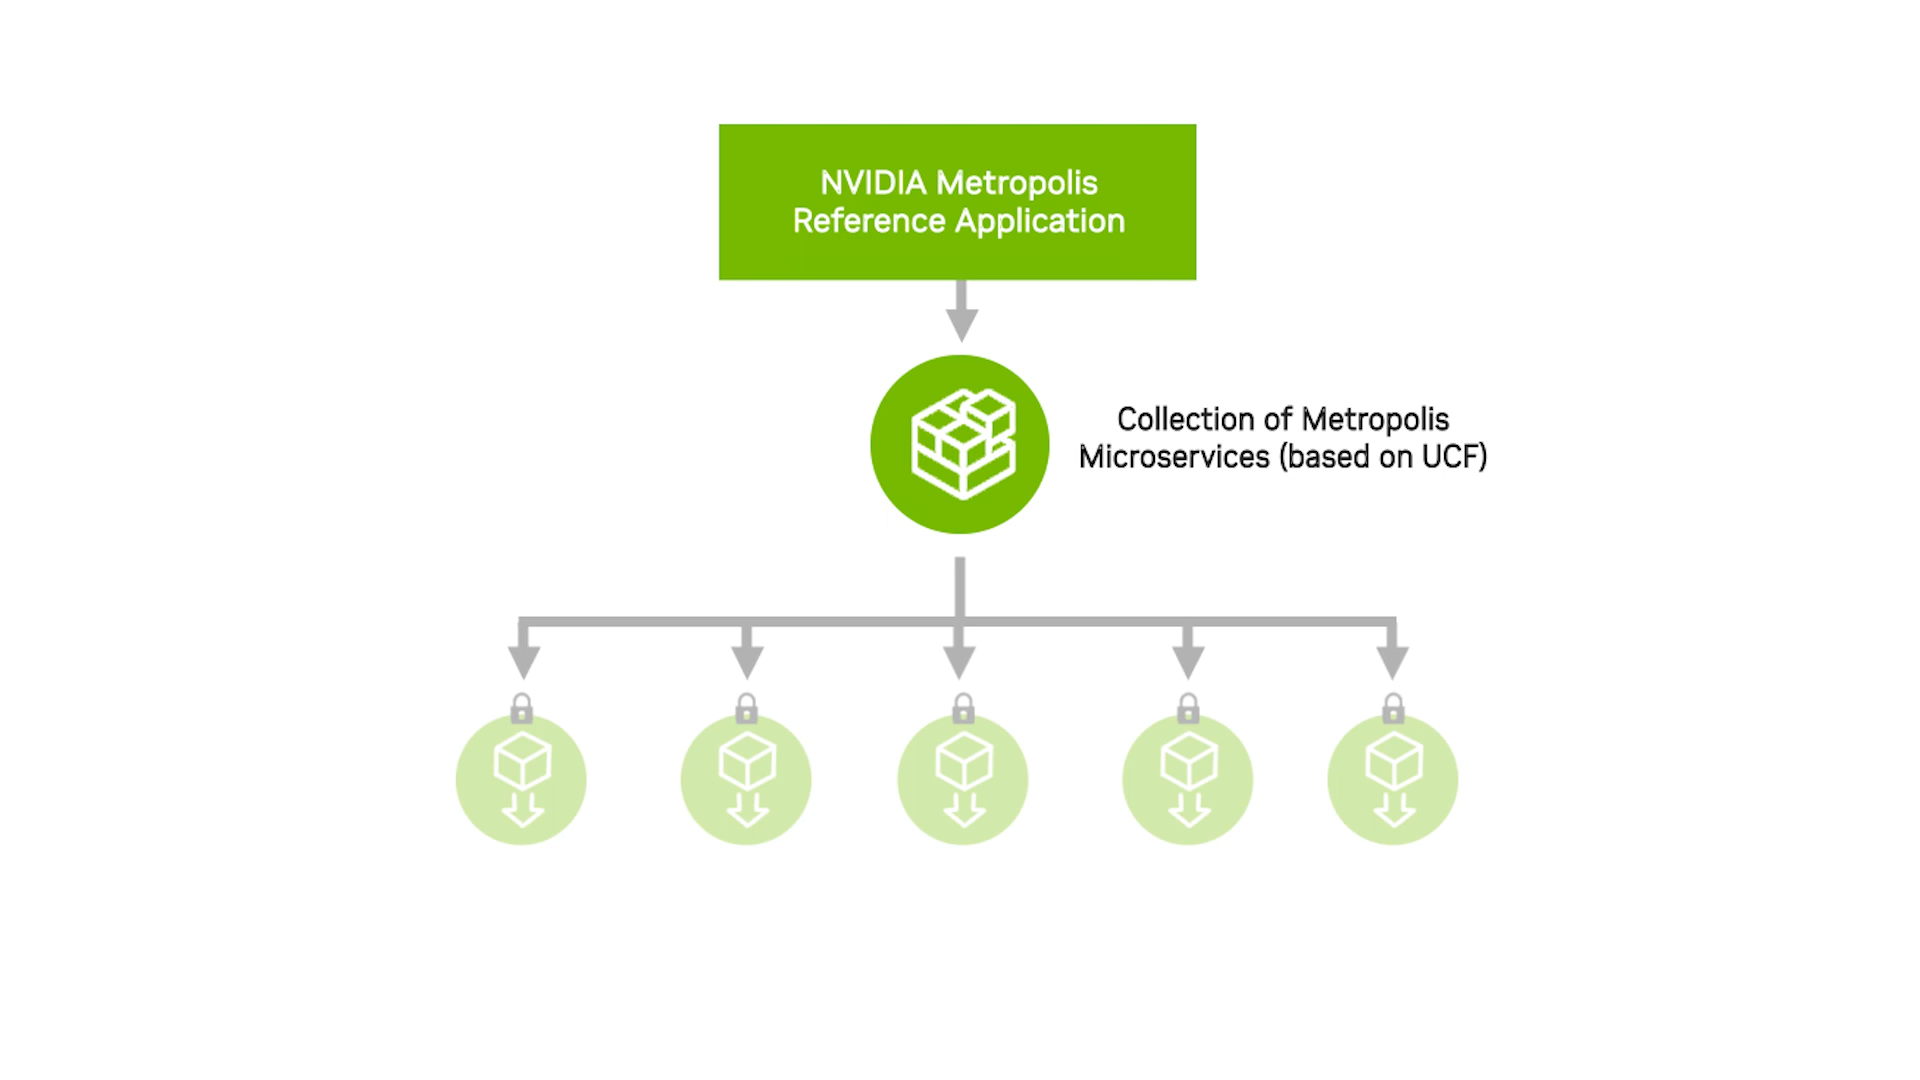 NVIDIA Metropolis
Reference Application
Collection of Metropolis
Microservices (based on UCF)